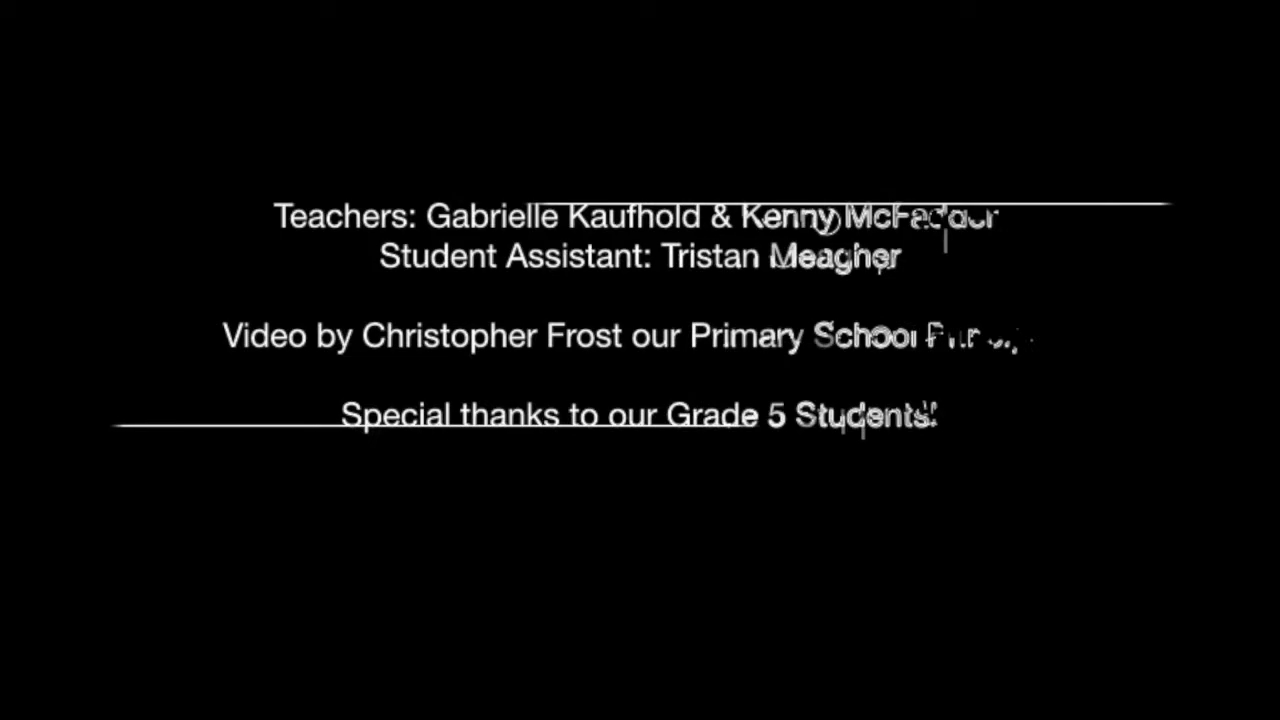 Teachers: Gabrielle Kaufhold & Kenny
Student Assistant: Tristan Meagher
Video by Christopher Frost our Primary School
Special thanks to our Grade 5 Students!